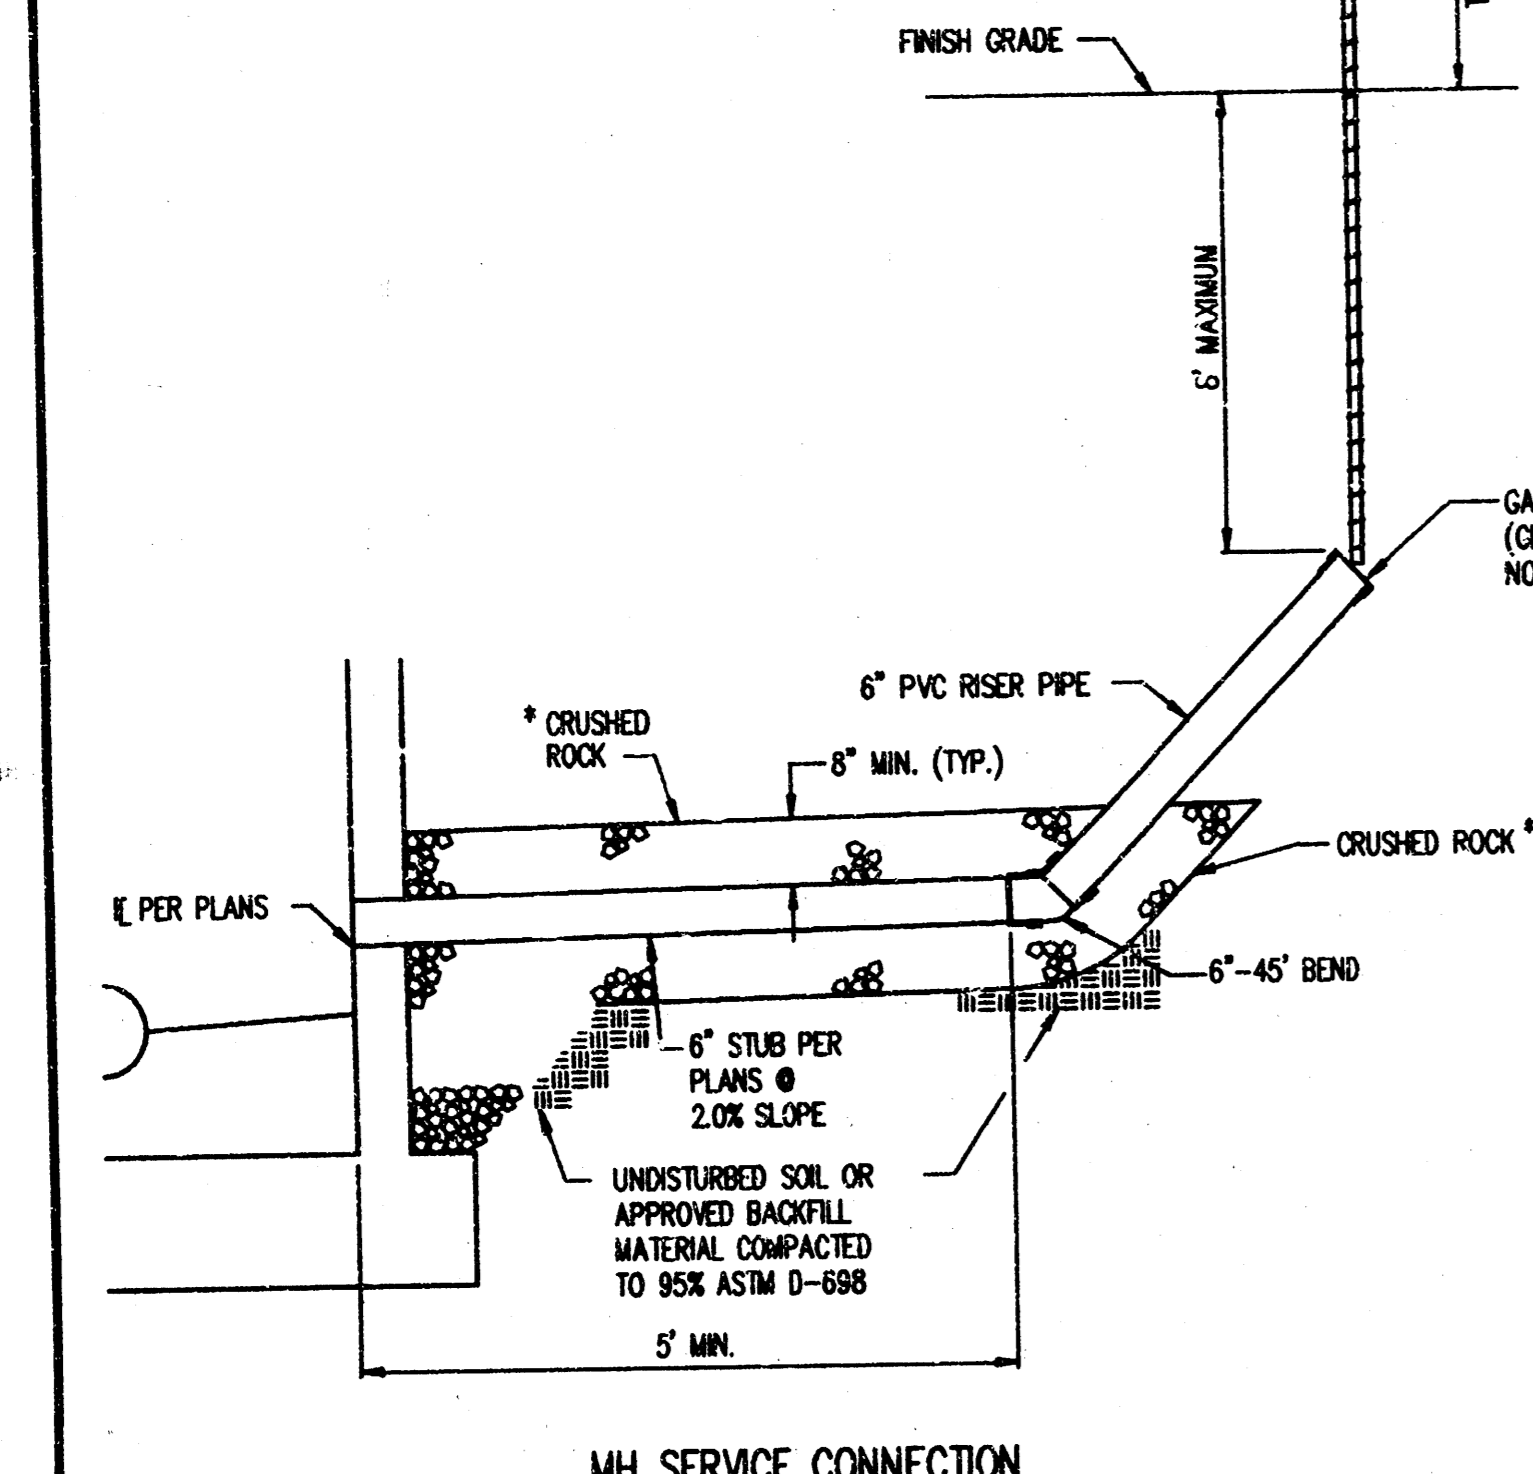 FINISH GRADE
6' MAXIMUN
6" PVC RISER PIPE
* CRUSHED
ROCK
8" MIN. (TYP.)
CRUSHED ROCK *
PER PLANS
6"-45' BEND
6" STUB PER
PLANS @
2.0% SLOPE
UNDISTURBED SOIL OR
APPROVED BACKFILL
MATERIAL COMPACTED
TO 95% ASTM D-698
5' MIN.
MH SERVICE CONNECTION